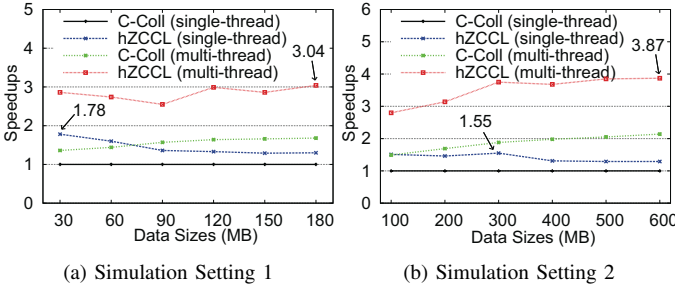 C-Coll (single-thread)
hZCCL (single-thread)
C-Coll (multi-thread)
hZCCL (multi-thread)
Speedups
5
4
3
2
1
0
1.78
3.04
30 60 90 120 150 180
Data Sizes (MB)
(a) Simulation Setting 1
C-Coll (single-thread)
hZCCL (single-thread)
C-Coll (multi-thread)
hZCCL (multi-thread)
Speedups
6
5
4
3
2
1
0
1.55
3.87
100 200 300 400 500 600
Data Sizes (MB)
(b) Simulation Setting 2